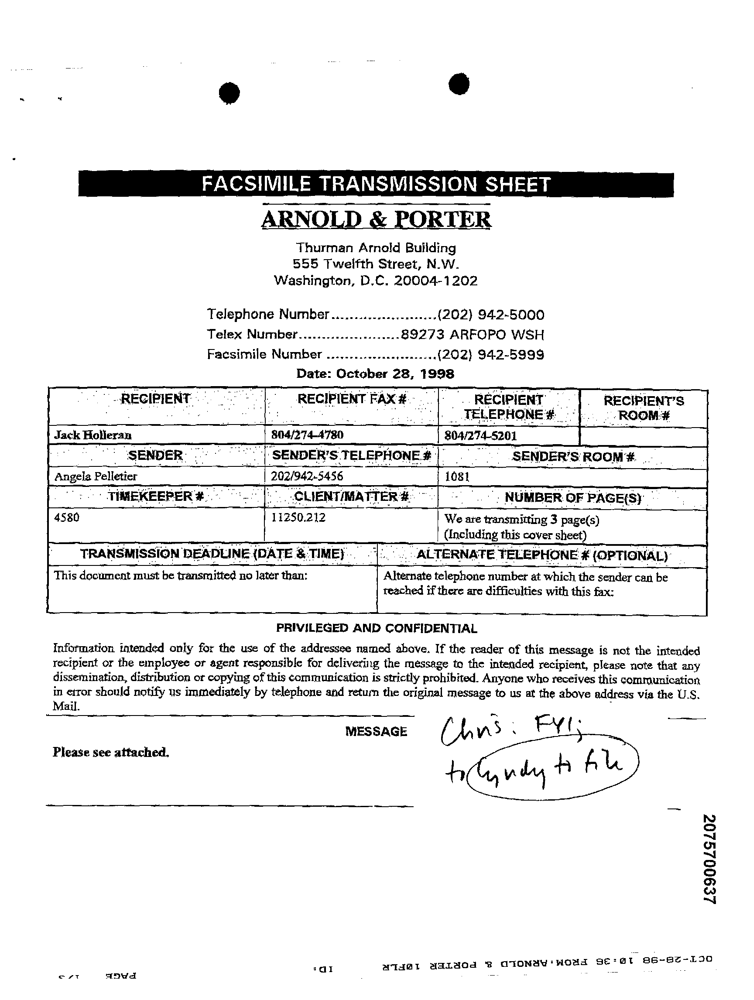 FACSIMILE TRANSMISSION SHEET
ARNOLD & PORTER
Thurman Arnold Building
555 Twelfth Street, N.W.
Washington, D.C. 20004-1202
Telephone Number.......................(202) 942-5000
Telex Number.....................89273 ARFOPO WSH
Facsimile Number .......................(202) 942-5999
Date: October 28, 1998
RECIPIENT RECIPIENT FAX # RECIPIENT TELEPHONE # RECIPIENT'S ROOM #
Jack Holleran 804/274-4780 804/274-5201
SENDER SENDER'S TELEPHONE # SENDER'S ROOM #
Angela Pelletier 202/942-5456 1081
TIMEKEEPER # CLIENT/MATTER # NUMBER OF PAGE(S)
4580 11250.212 We are transmitting 3 page(s)
(Including this cover sheet)
TRANSMISSION DEADLINE (DATE & TIME) ALTERNATE TELEPHONE # (OPTIONAL)
This document must be transmitted no later than: Alternate telephone number at which the sender can be
reached if there are difficulties with this fax:
PRIVILEGED AND CONFIDENTIAL
Information intended only for the use of the addressee named above. If the reader of this message is not the intended
recipient or the employee or agent responsible for delivering the message to the intended recipient, please note that any
dissemination, distribution or copying of this communication is strictly prohibited. Anyone who receives this communication
in error should notify us immediately by telephone and return the original message to us at the above address via the U.S.
Mail.
MESSAGE
Chris: FYI;
to Cyndy to file
Please see attached.
2075700637
OCT-28-98 10:36 FROM:ARNOLD & PORTER 10FLR ID: PAGE 1/3